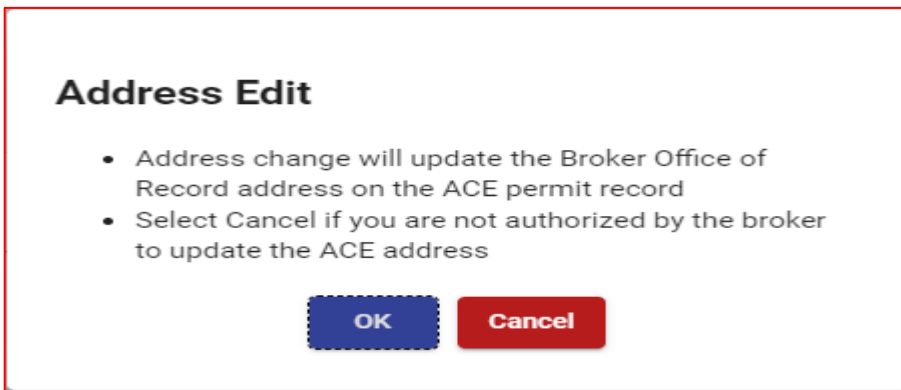 Address Edit
• Address change will update the Broker Office of
Record address on the ACE permit record
• Select Cancel if you are not authorized by the broker
to update the ACE address
OK
Cancel